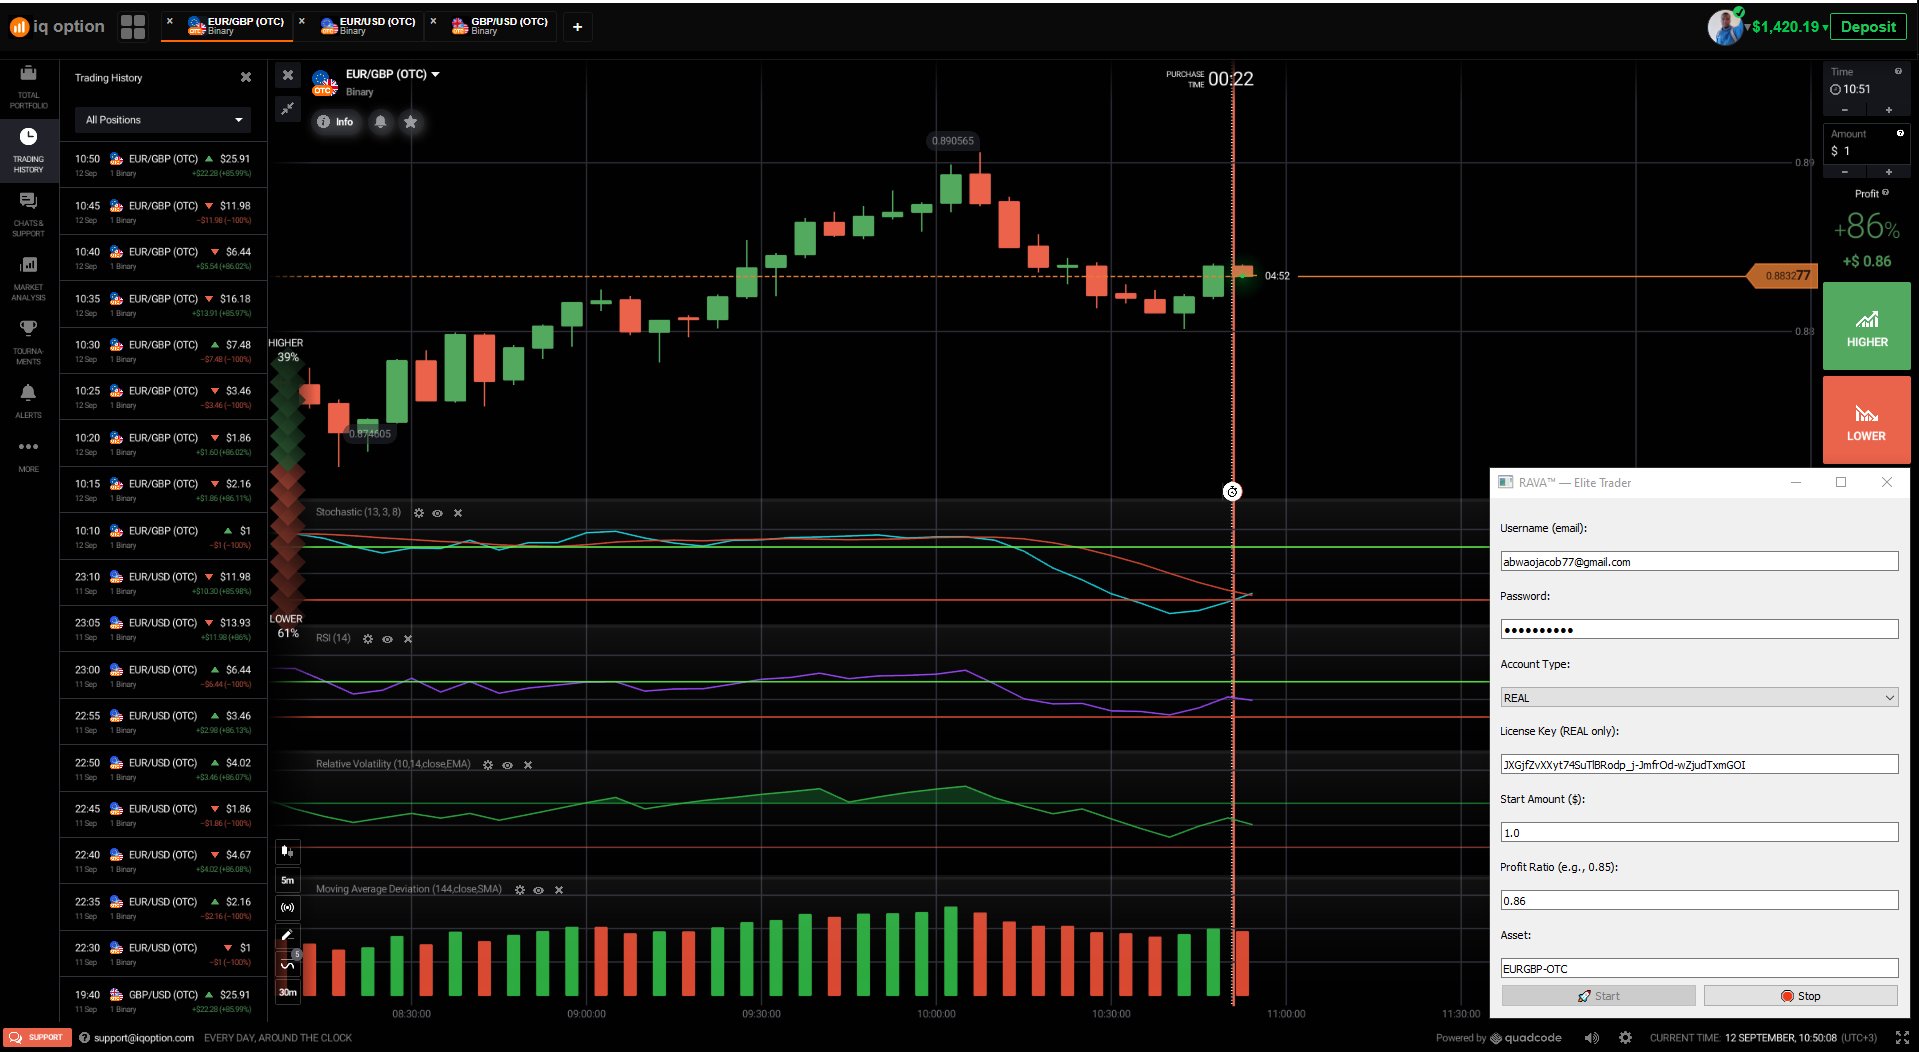 iq option
EUR/GBP (OTC)
Binary
EUR/USD (OTC)
Binary
GBP/USD (OTC)
Binary
+
$1,420.19
Deposit
TOTAL
PORTFOLIO
TRADING
HISTORY
CHATS &
SUPPORT
MARKET
ANALYSIS
TOURNA-
MENTS
ALERTS
MORE
Trading History
All Positions
10:50 EUR/GBP (OTC) $25.91
12 Sep 1 Binary +$22.28 (+85.99%)
10:45 EUR/GBP (OTC) $11.98
12 Sep 1 Binary −$11.98 (−100%)
10:40 EUR/GBP (OTC) $6.44
12 Sep 1 Binary +$5.54 (+86.02%)
10:35 EUR/GBP (OTC) $16.18
12 Sep 1 Binary +$13.91 (+85.97%)
10:30 EUR/GBP (OTC) $7.48
12 Sep 1 Binary −$7.48 (−100%)
10:25 EUR/GBP (OTC) $3.46
12 Sep 1 Binary −$3.46 (−100%)
10:20 EUR/GBP (OTC) $1.86
12 Sep 1 Binary +$1.60 (+86.02%)
10:15 EUR/GBP (OTC) $2.16
12 Sep 1 Binary +$1.86 (+86.11%)
10:10 EUR/GBP (OTC) $1
12 Sep 1 Binary −$1 (−100%)
23:10 EUR/USD (OTC) $11.98
11 Sep 1 Binary +$10.30 (+85.98%)
23:05 EUR/USD (OTC) $13.93
11 Sep 1 Binary +$11.98 (+86%)
23:00 EUR/USD (OTC) $6.44
11 Sep 1 Binary −$6.44 (−100%)
22:55 EUR/USD (OTC) $3.46
11 Sep 1 Binary +$2.98 (+86.13%)
22:50 EUR/USD (OTC) $4.02
11 Sep 1 Binary +$3.46 (+86.07%)
22:45 EUR/USD (OTC) $1.86
11 Sep 1 Binary −$1.86 (−100%)
22:40 EUR/USD (OTC) $4.67
11 Sep 1 Binary +$4.02 (+86.08%)
22:35 EUR/USD (OTC) $2.16
11 Sep 1 Binary −$2.16 (−100%)
22:30 EUR/USD (OTC) $1
11 Sep 1 Binary −$1 (−100%)
19:40 GBP/USD (OTC) $25.91
11 Sep 1 Binary +$22.28 (+85.99%)
EUR/GBP (OTC)
Binary
OTC
Info
PURCHASE
TIME 00:22
0.890565
0.89
04:52
0.883277
0.88
0.874605
HIGHER
39%
LOWER
61%
Stochastic (13, 3, 8)
RSI (14)
Relative Volatility (10,14,close,EMA)
Moving Average Deviation (144,close,SMA)
5m
5
30m
08:30:00 09:00:00 09:30:00 10:00:00 10:30:00 11:00:00 11:30:00
Time
10:51
− +
Amount
$ 1
− +
Profit
+86%
+$ 0.86
HIGHER
LOWER
RAVA™ — Elite Trader
Username (email):
abwaojacob77@gmail.com
Password:
●●●●●●●●●●
Account Type:
REAL
License Key (REAL only):
JXGjfZvXXyt74SuTlBRodp_j-JmfrOd-wZjudTxmGOI
Start Amount ($):
1.0
Profit Ratio (e.g., 0.85):
0.86
Asset:
EURGBP-OTC
Start
Stop
SUPPORT
support@iqoption.com EVERY DAY, AROUND THE CLOCK
Powered by quadcode
CURRENT TIME: 12 SEPTEMBER, 10:50:08 (UTC+3)